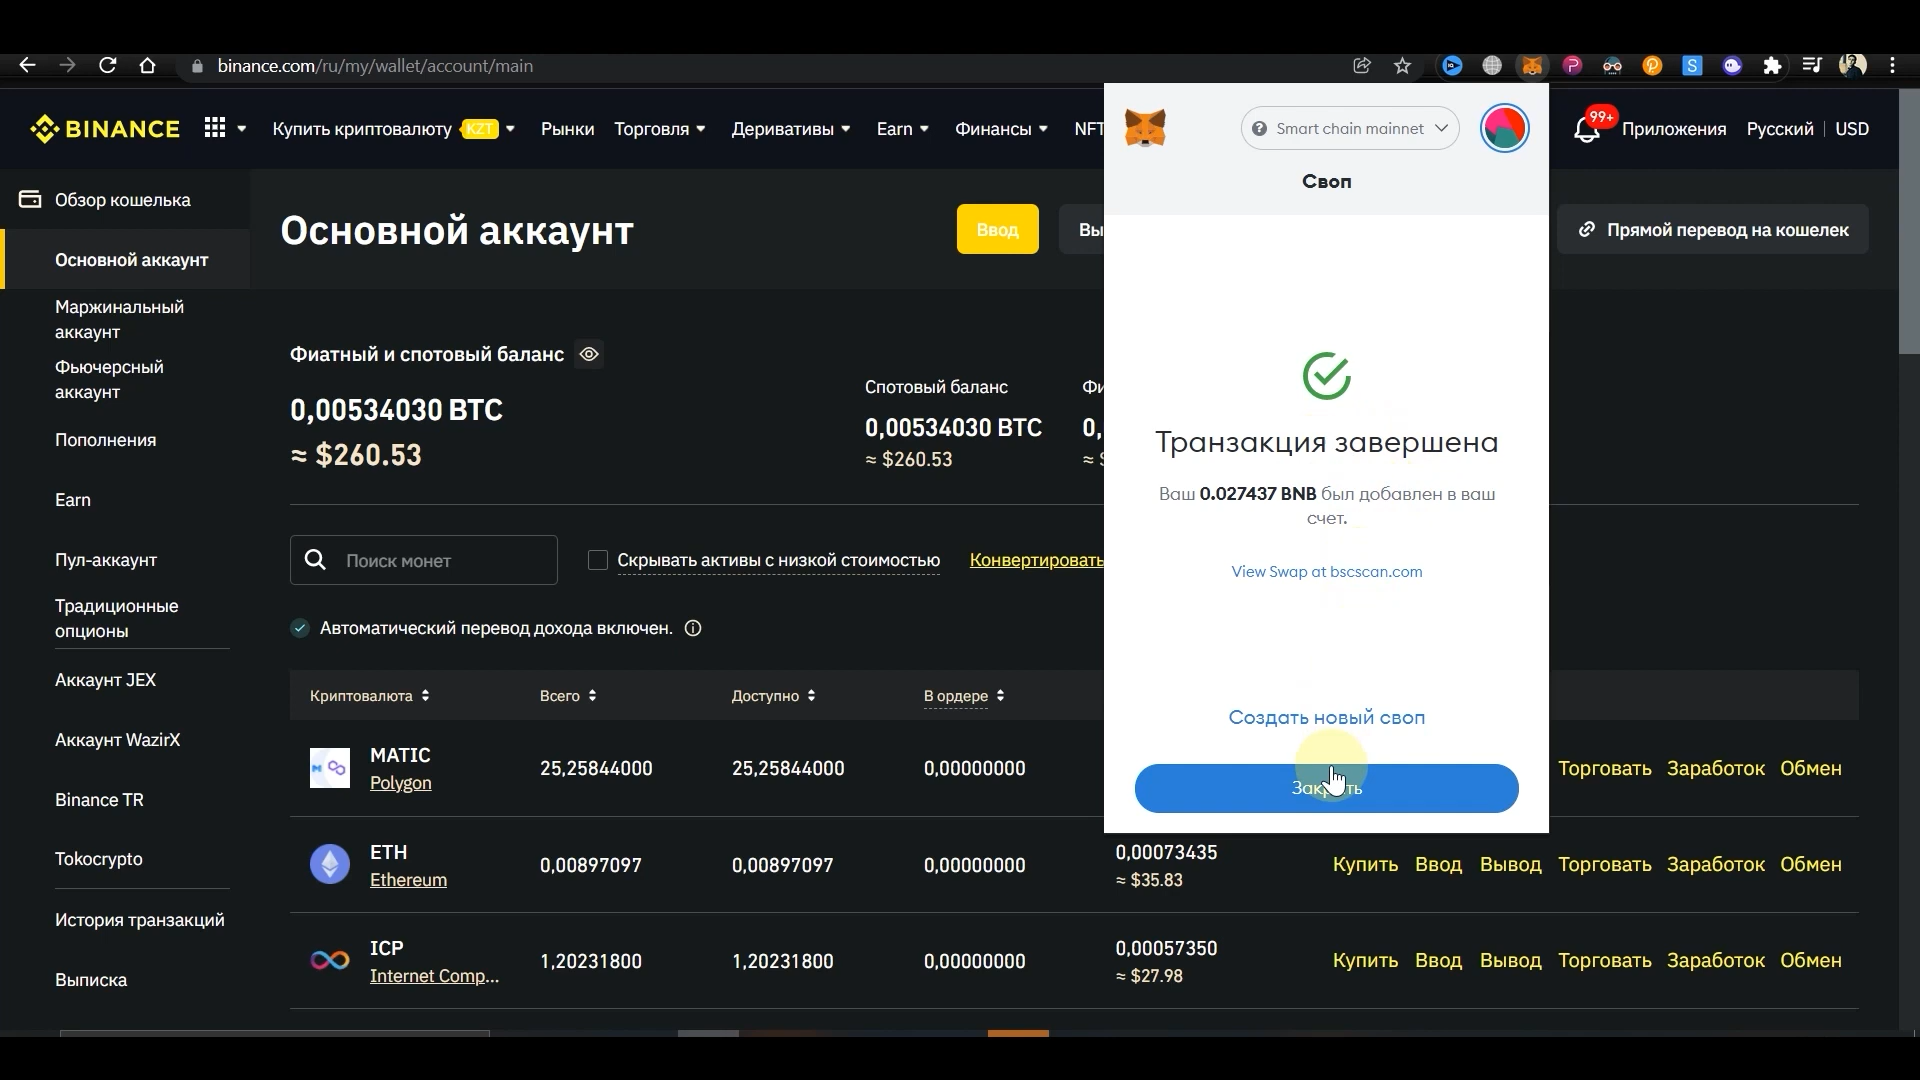 binance.com/ru/my/wallet/account/main
BINANCE
Купить криптовалюту KZT
Рынки
Торговля
Деривативы
Earn
Финансы
NFT
99+
Приложения
Русский
USD
Smart chain mainnet
Своп
Обзор кошелька
Основной аккаунт
Маржинальный
аккаунт
Фьючерсный
аккаунт
Пополнения
Earn
Пул-аккаунт
Традиционные
опционы
Аккаунт JEX
Аккаунт WazirX
Binance TR
Tokocrypto
История транзакций
Выписка
Основной аккаунт
Ввод
Вы
Прямой перевод на кошелек
Фиатный и спотовый баланс
0,00534030 BTC
≈ $260.53
Спотовый баланс
0,00534030 BTC
≈ $260.53
Фи
0,
≈ $
Поиск монет
Скрывать активы с низкой стоимостью
Конвертировать
Автоматический перевод дохода включен.
Транзакция завершена
Ваш 0.027437 BNB был добавлен в ваш
счет.
View Swap at bscscan.com
Создать новый своп
Закрыть
Криптовалюта
Всего
Доступно
В ордере
MATIC
Polygon
25,25844000
25,25844000
0,00000000
Торговать
Заработок
Обмен
ETH
Ethereum
0,00897097
0,00897097
0,00000000
0,00073435
≈ $35.83
Купить
Ввод
Вывод
Торговать
Заработок
Обмен
ICP
Internet Comp...
1,20231800
1,20231800
0,00000000
0,00057350
≈ $27.98
Купить
Ввод
Вывод
Торговать
Заработок
Обмен